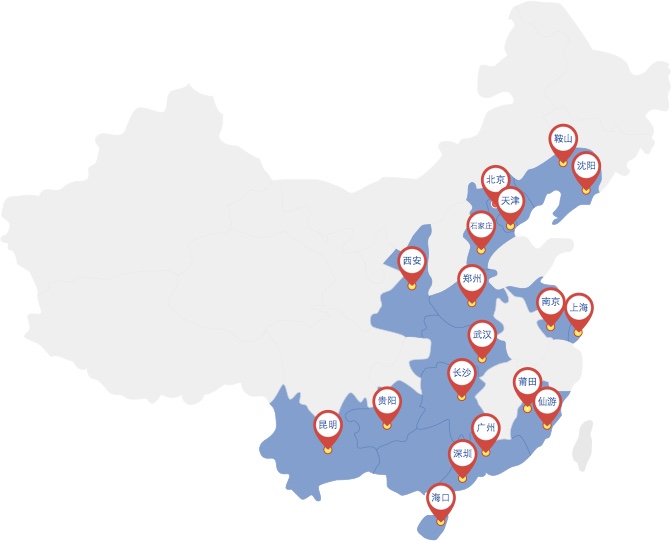 鞍山
沈阳
北京
天津
石家庄
西安
郑州
南京
上海
武汉
长沙
莆田
仙游
贵阳
昆明
广州
深圳
海口